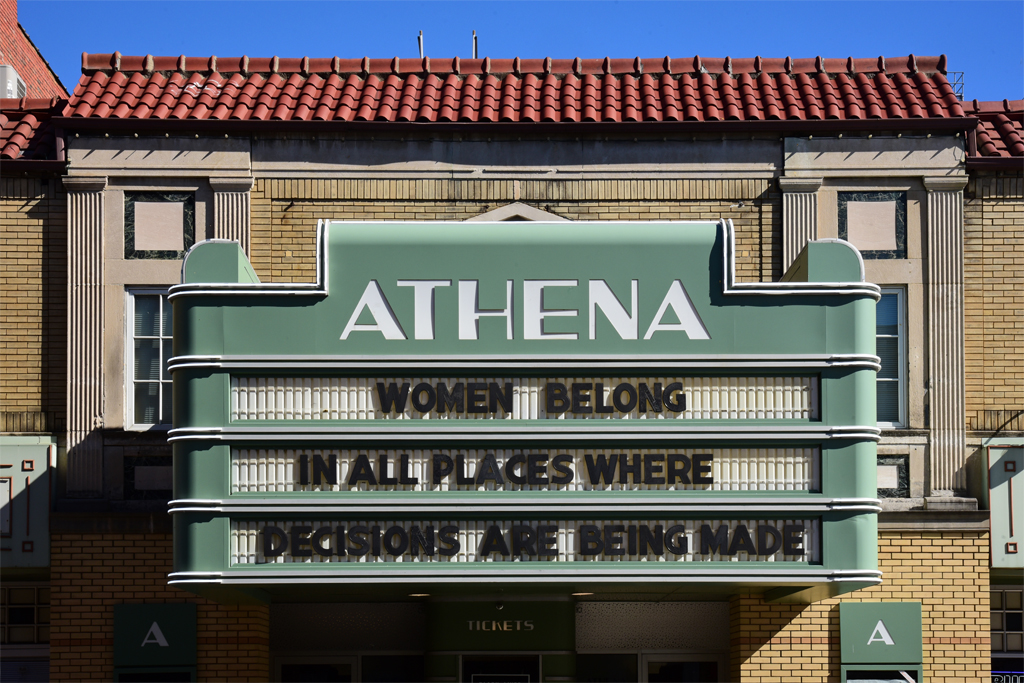 ATHENA
WOMEN BELONG
IN ALL PLACES WHERE
DECISIONS ARE BEING MADE
TICKETS
A
A